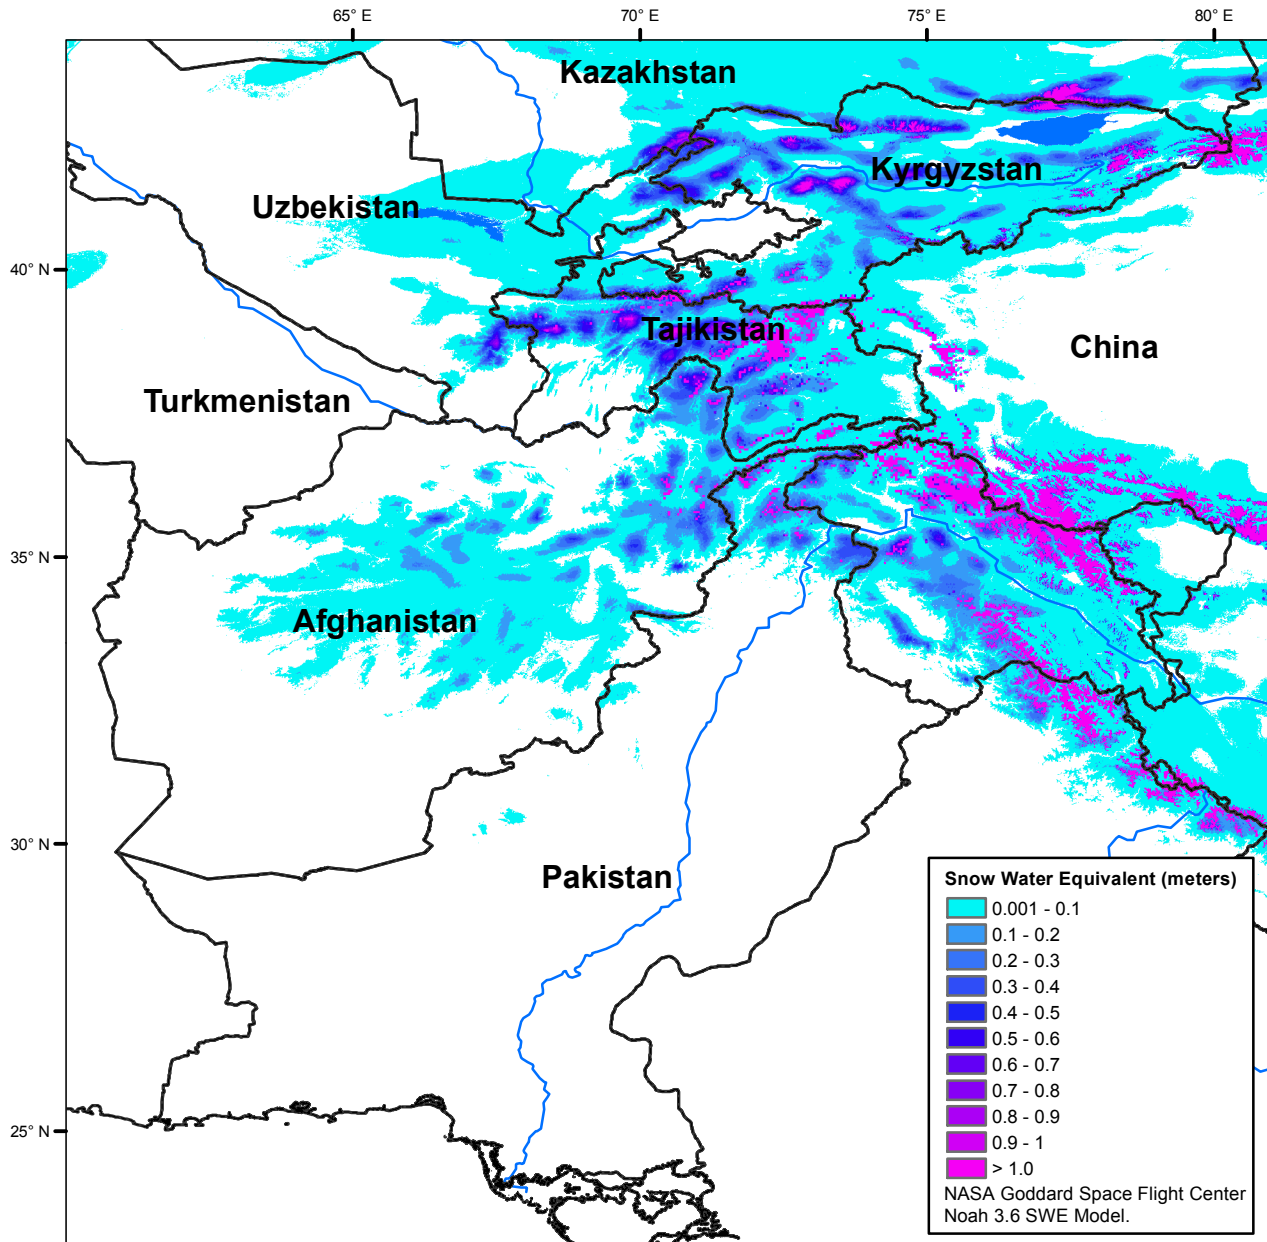 65° E
70° E
75° E
80° E
Kazakhstan
Kyrgyzstan
Uzbekistan
40° N
Tajikistan
China
Turkmenistan
35° N
Afghanistan
30° N
Pakistan
25° N
Snow Water Equivalent (meters)
0.001 - 0.1
0.1 - 0.2
0.2 - 0.3
0.3 - 0.4
0.4 - 0.5
0.5 - 0.6
0.6 - 0.7
0.7 - 0.8
0.8 - 0.9
0.9 - 1
> 1.0
NASA Goddard Space Flight Center
Noah 3.6 SWE Model.